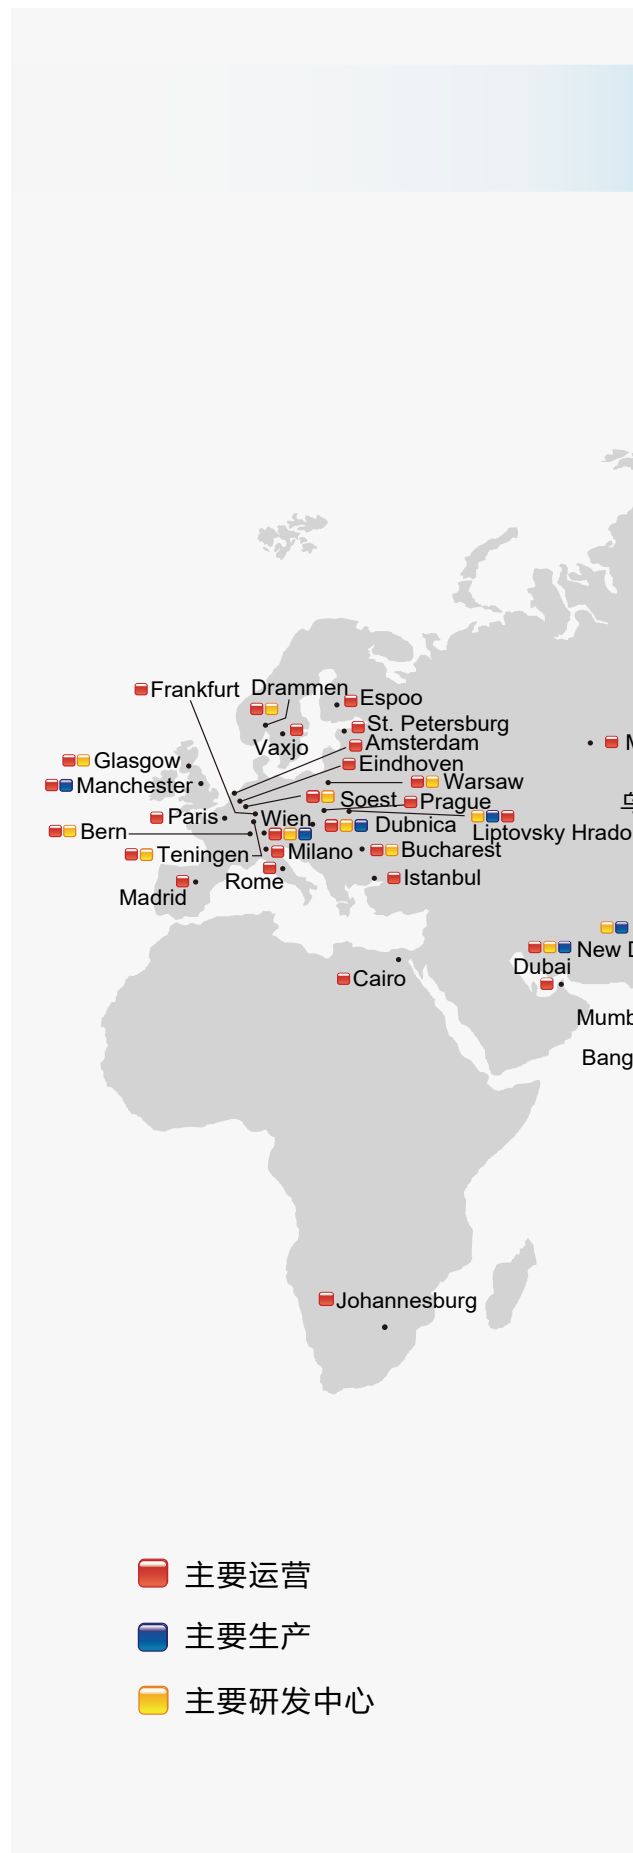 Frankfurt
Drammen
Espoo
St. Petersburg
Vaxjo
Amsterdam
Eindhoven
Glasgow
Manchester
Warsaw
Soest
Prague
Paris
Wien
Dubnica
Bern
Liptovsky Hrado
Teningen
Milano
Bucharest
Rome
Istanbul
Madrid
New
Dubai
Cairo
Mumb
Bang
Johannesburg
主要运营
主要生产
主要研发中心